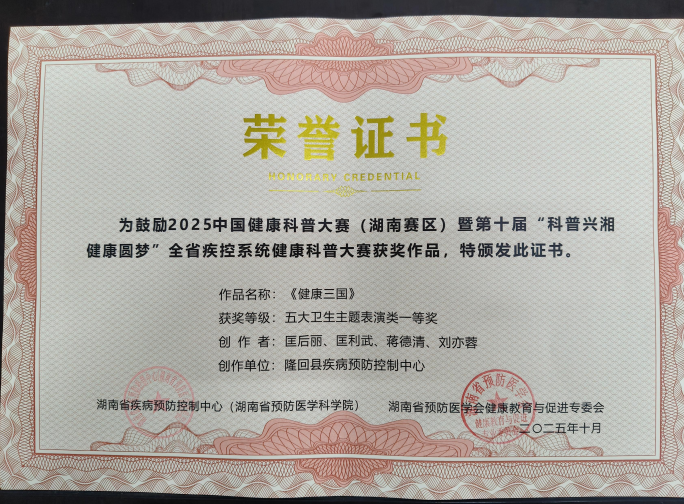 荣誉证书
HONORARY CREDENTIAL
为鼓励2025中国健康科普大赛（湖南赛区）暨第十届“科普兴湘
健康圆梦”全省疾控系统健康科普大赛获奖作品，特颁发此证书。
作品名称：《健康三国》
获奖等级：五大卫生主题表演类一等奖
创 作 者：匡后丽、匡利武、蒋德清、刘亦蓉
创作单位：隆回县疾病预防控制中心
湖南省疾病预防控制中心（湖南省预防医学科学院）
湖南省预防医学会健康教育与促进专委会
二〇二五年十月